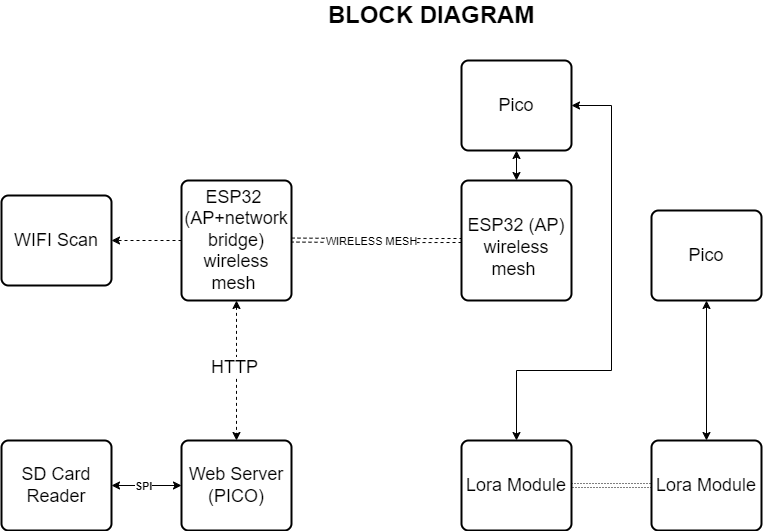 BLOCK DIAGRAM
Pico
ESP32
(AP+network
bridge)
wireless
mesh
WIFI Scan
WIRELESS MESH
ESP32 (AP)
wireless
mesh
Pico
HTTP
SD Card
Reader
SPI
Web Server
(PICO)
Lora Module
Lora Module